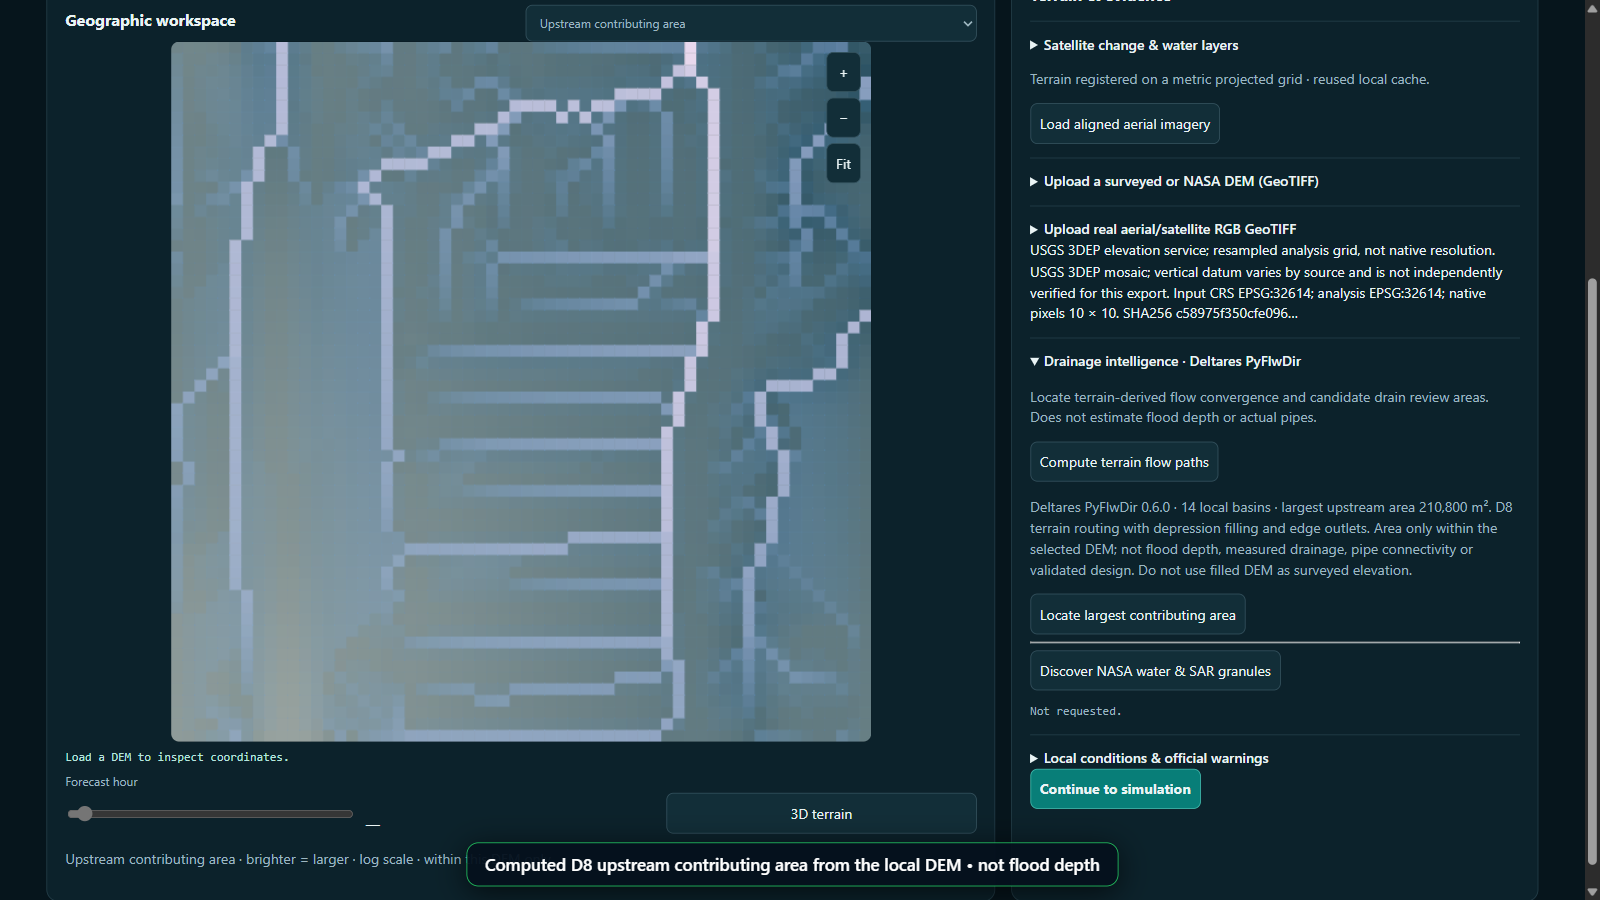 Geographic workspace
Upstream contributing area
+
−
Fit
Load a DEM to inspect coordinates.
Forecast hour
—
3D terrain
Upstream contributing area · brighter = larger · log scale · within
Computed D8 upstream contributing area from the local DEM • not flood depth
Satellite change & water layers
Terrain registered on a metric projected grid · reused local cache.
Load aligned aerial imagery
Upload a surveyed or NASA DEM (GeoTIFF)
Upload real aerial/satellite RGB GeoTIFF
USGS 3DEP elevation service; resampled analysis grid, not native resolution.
USGS 3DEP mosaic; vertical datum varies by source and is not independently
verified for this export. Input CRS EPSG:32614; analysis EPSG:32614; native
pixels 10 × 10. SHA256 c58975f350cfe096…
Drainage intelligence · Deltares PyFlwDir
Locate terrain-derived flow convergence and candidate drain review areas.
Does not estimate flood depth or actual pipes.
Compute terrain flow paths
Deltares PyFlwDir 0.6.0 · 14 local basins · largest upstream area 210,800 m². D8
terrain routing with depression filling and edge outlets. Area only within the
selected DEM; not flood depth, measured drainage, pipe connectivity or
validated design. Do not use filled DEM as surveyed elevation.
Locate largest contributing area
Discover NASA water & SAR granules
Not requested.
Local conditions & official warnings
Continue to simulation